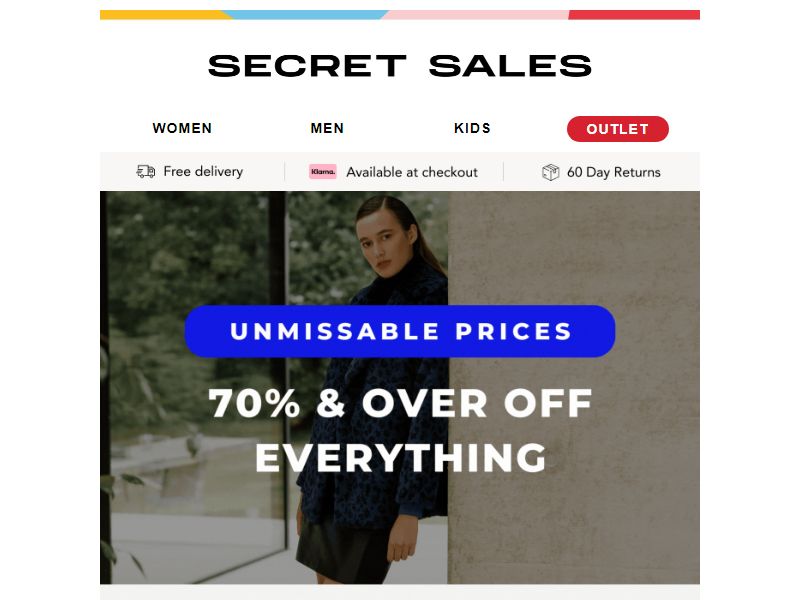 SECRET SALES
WOMEN MEN KIDS OUTLET
Free delivery Klarna. Available at checkout 60 Day Returns
UNMISSABLE PRICES
70% & OVER OFF
EVERYTHING